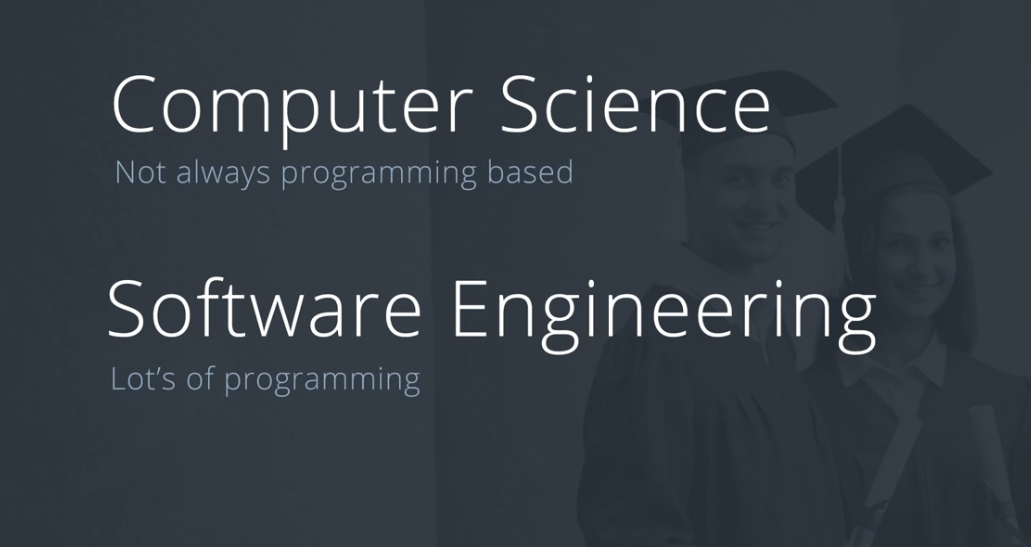 Computer Science
Not always programming based
Software Engineering
Lot’s of programming